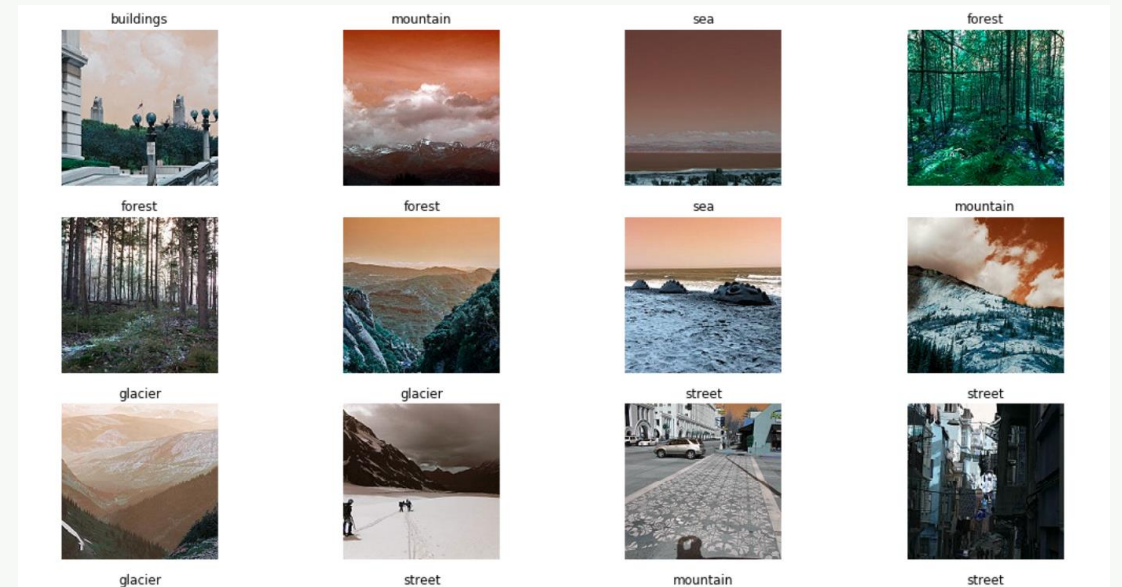 buildings mountain sea forest
forest forest sea mountain
glacier glacier street street
glacier street mountain street